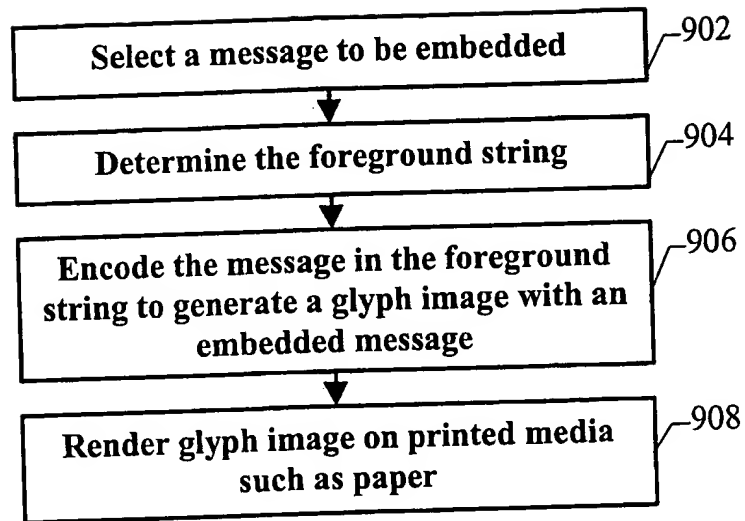 Select a message to be embedded
902
Determine the foreground string
904
Encode the message in the foreground
string to generate a glyph image with an
embedded message
906
Render glyph image on printed media
such as paper
908